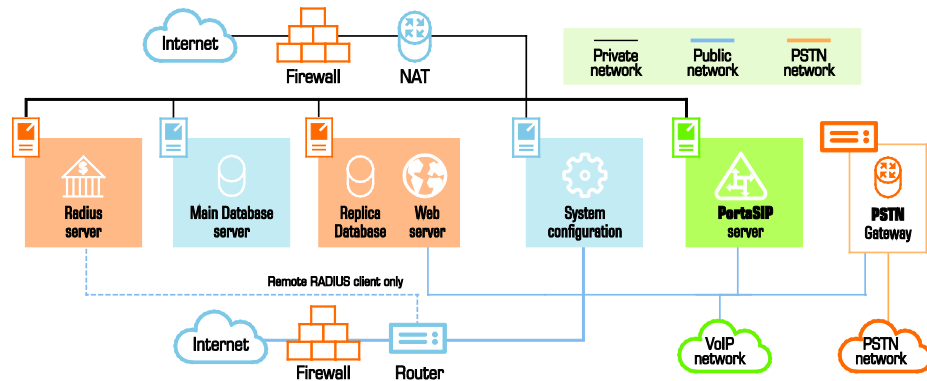 Internet
Firewall
NAT
Private
network
Public
network
PSTN
network
$
Radius
server
Main Database
server
Replica
Database
Web
server
System
configuration
PortaSIP
server
PSTN
Gateway
Remote RADIUS client only
Internet
Firewall
Router
VoIP
network
PSTN
network